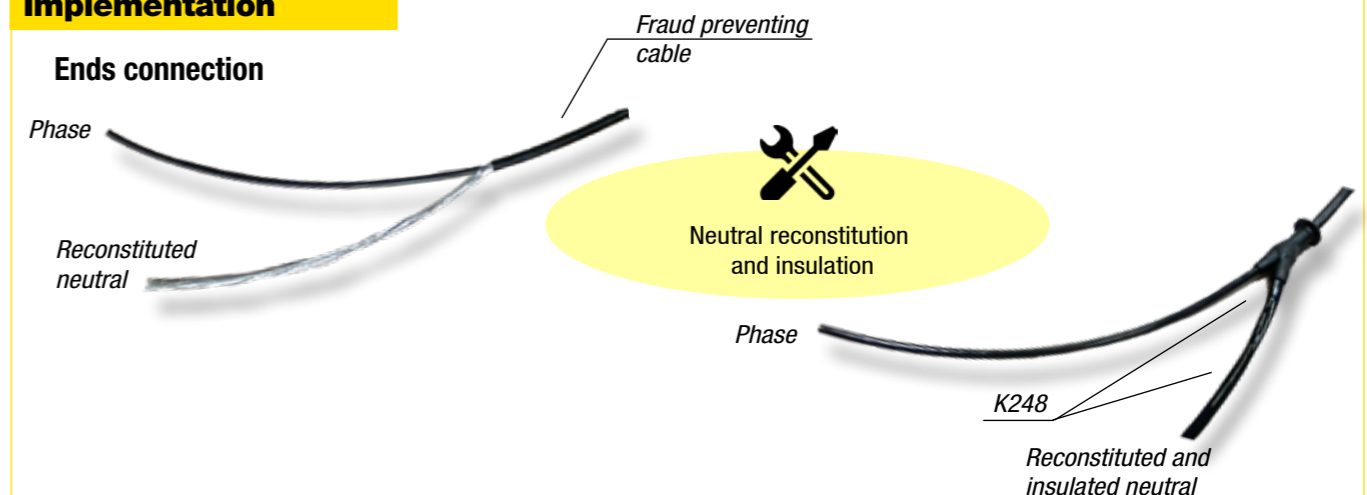 Implementation
Ends connection
Fraud preventing
cable
Phase
Reconstituted
neutral
Neutral reconstitution
and insulation
Phase
K248
Reconstituted and
insulated neutral